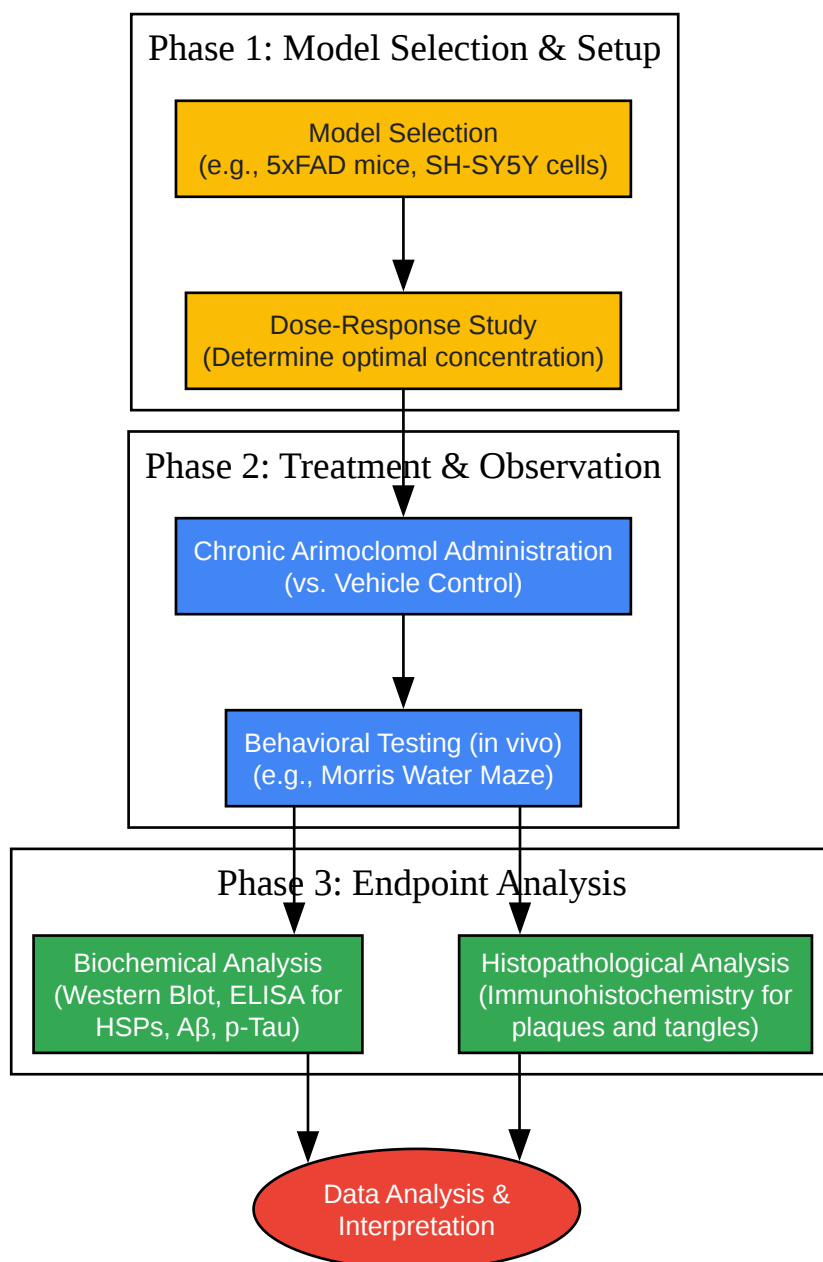 Phase 1: Model Selection & Setup
Model Selection
(e.g., 5xFAD mice, SH-SY5Y cells)
Dose-Response Study
(Determine optimal concentration)
Phase 2: Treatment & Observation
Chronic Arimoclomol Administration
(vs. Vehicle Control)
Behavioral Testing (in vivo)
(e.g., Morris Water Maze)
Phase 3: Endpoint Analysis
Biochemical Analysis
(Western Blot, ELISA for
HSPs, Aβ, p-Tau)
Histopathological Analysis
(Immunohistochemistry for
plaques and tangles)
Data Analysis &
Interpretation